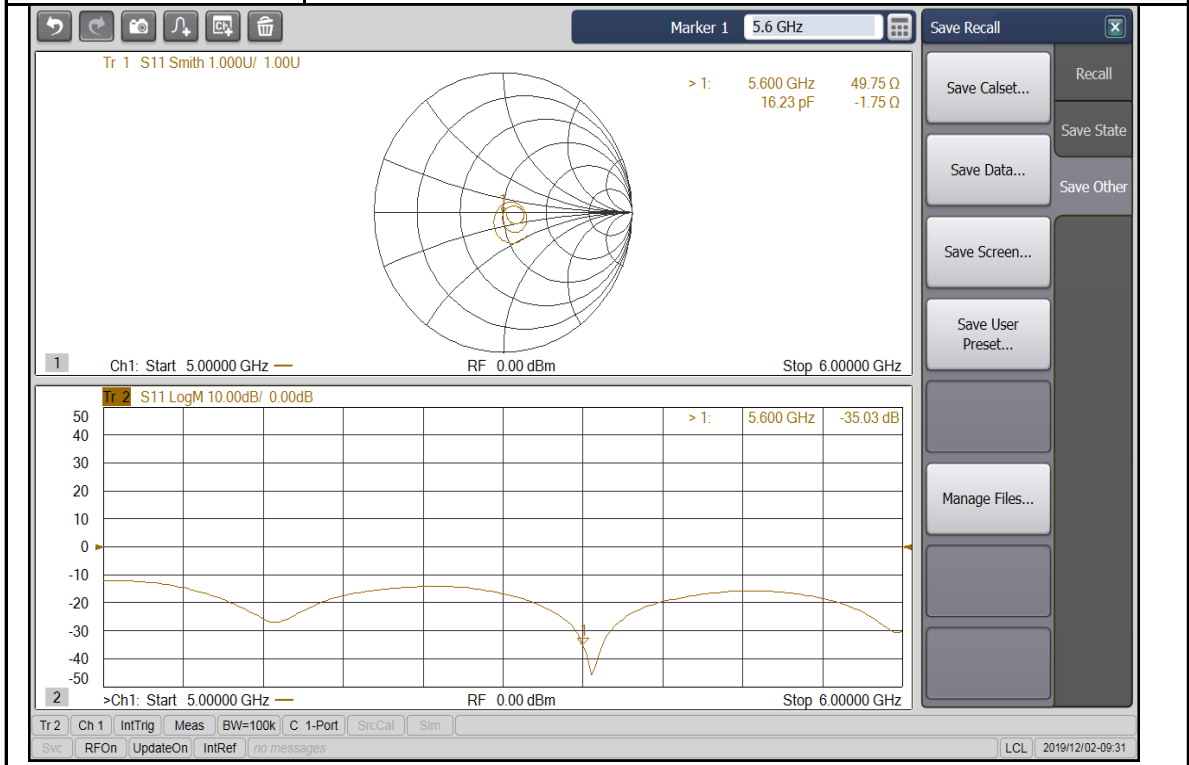 Marker 1 5.6 GHz
Save Recall
Tr 1 S11 Smith 1.000U/ 1.00U
> 1: 5.600 GHz 49.75 Ω
16.23 pF -1.75 Ω
1
Ch1: Start 5.00000 GHz
RF 0.00 dBm
Stop 6.00000 GHz
Tr 2 S11 LogM 10.00dB/ 0.00dB
> 1: 5.600 GHz -35.03 dB
50
40
30
20
10
0
-10
-20
-30
-40
-50
1
2
>Ch1: Start 5.00000 GHz
RF 0.00 dBm
Stop 6.00000 GHz
Save Calset...
Save Data...
Save Screen...
Save User
Preset...
Manage Files...
Recall
Save State
Save Other
Tr 2 Ch 1 IntTrig Meas BW=100k C 1-Port SrcCal Sim
Svc RFOn UpdateOn IntRef no messages LCL 2019/12/02-09:31